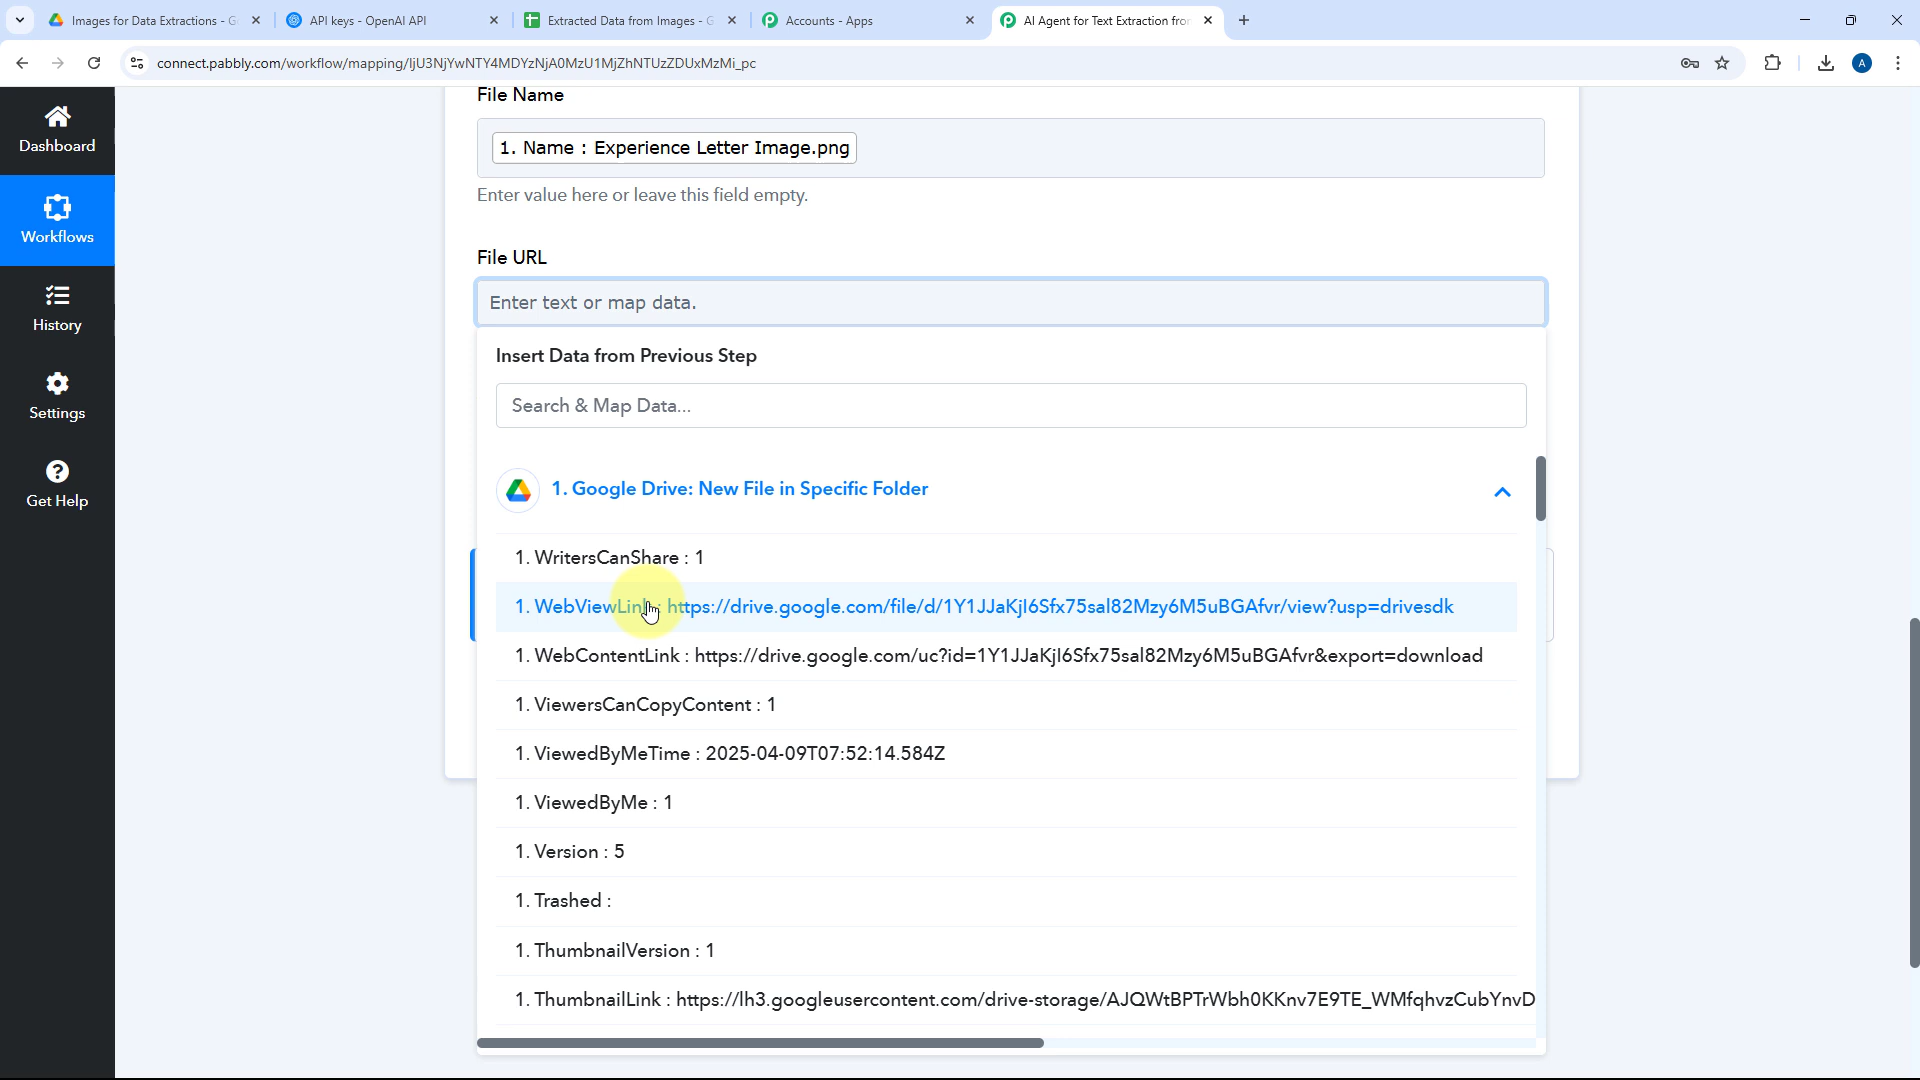 Images for Data Extractions - G
API keys - OpenAI API
Extracted Data from Images - G
Accounts - Apps
AI Agent for Text Extraction fro
connect.pabbly.com/workflow/mapping/IjU3NjYwNTY4MDYzNjA0MzU1MjZhNTUzZDUxMzMi_pc
A
Dashboard
Workflows
History
Settings
Get Help
File Name
1. Name : Experience Letter Image.png
Enter value here or leave this field empty.
File URL
Enter text or map data.
Insert Data from Previous Step
Search & Map Data...
1. Google Drive: New File in Specific Folder
1. WritersCanShare : 1
1. WebViewLink : https://drive.google.com/file/d/1Y1JJaKjI6Sfx75sal82Mzy6M5uBGAfvr/view?usp=drivesdk
1. WebContentLink : https://drive.google.com/uc?id=1Y1JJaKjI6Sfx75sal82Mzy6M5uBGAfvr&export=download
1. ViewersCanCopyContent : 1
1. ViewedByMeTime : 2025-04-09T07:52:14.584Z
1. ViewedByMe : 1
1. Version : 5
1. Trashed :
1. ThumbnailVersion : 1
1. ThumbnailLink : https://lh3.googleusercontent.com/drive-storage/AJQWtBPTrWbh0KKnv7E9TE_WMfqhvzCubYnvD